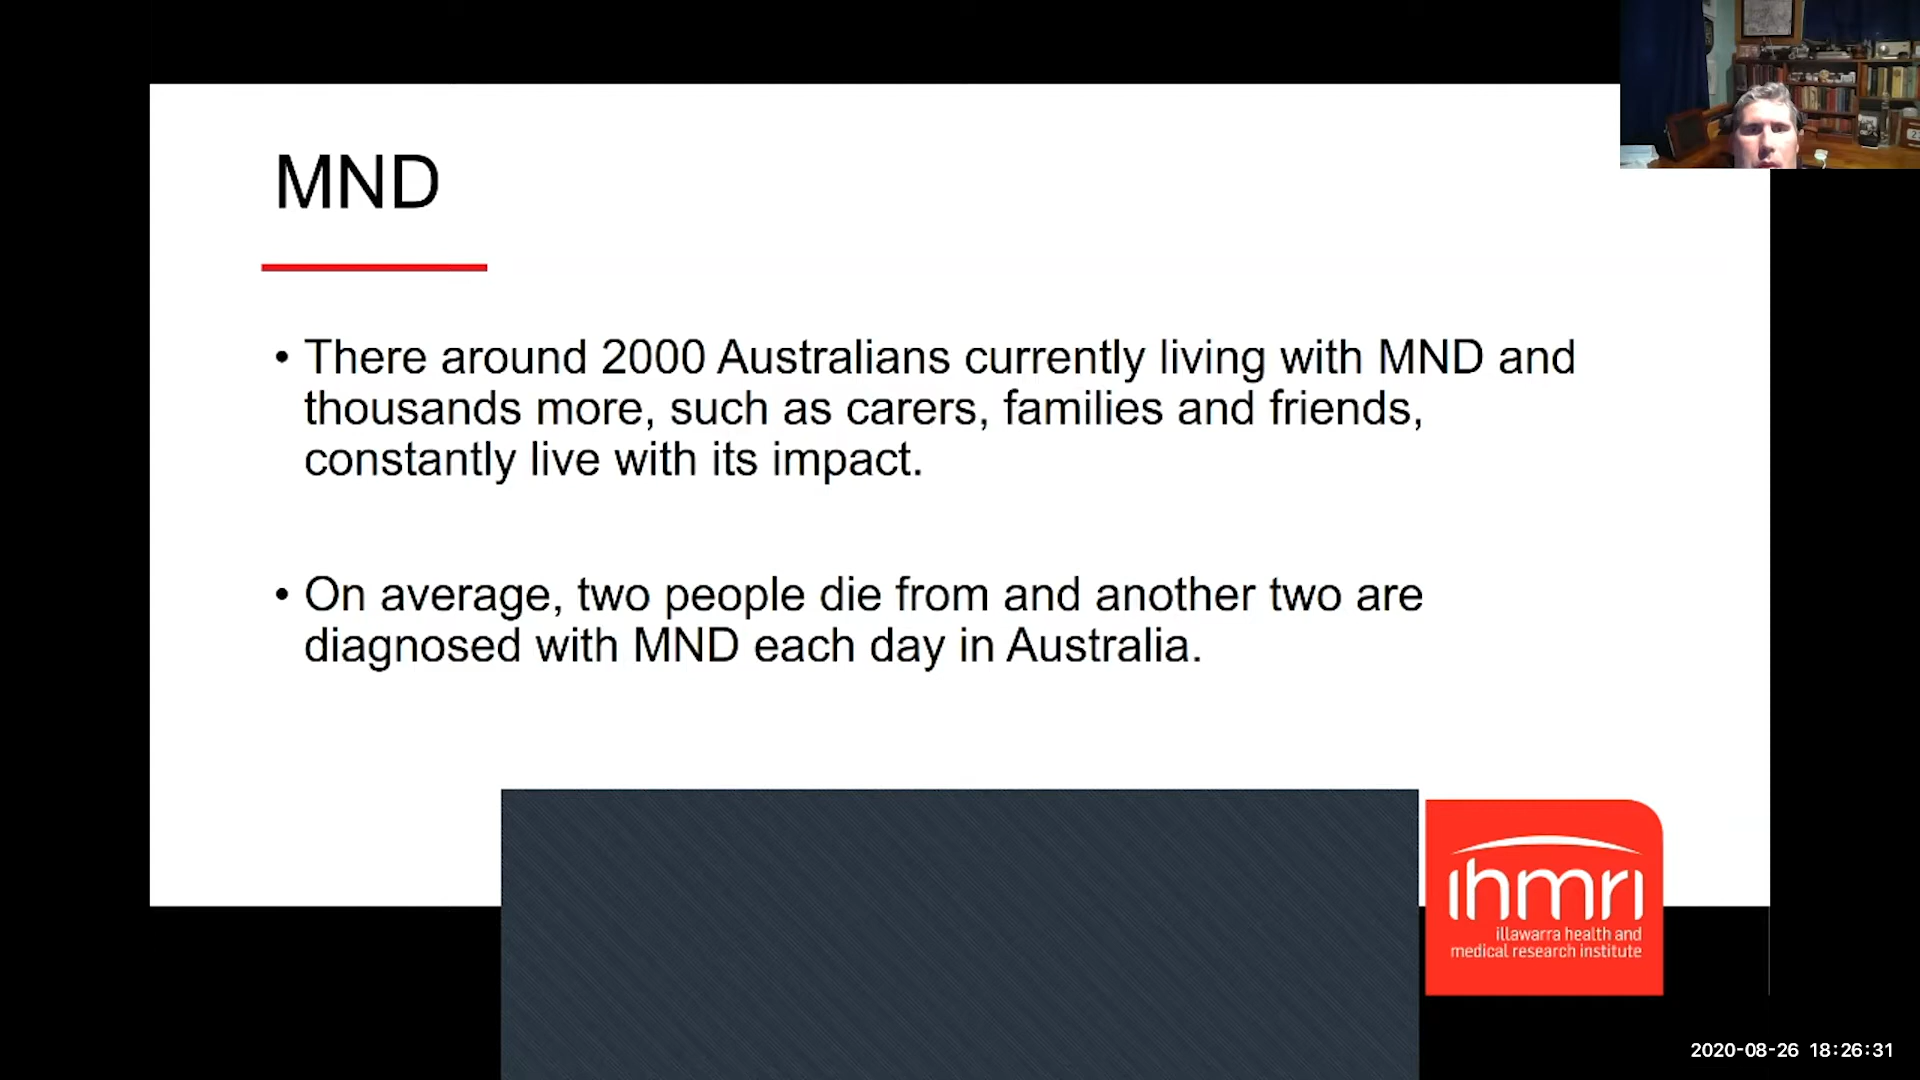 MND
• There around 2000 Australians currently living with MND and
thousands more, such as carers, families and friends,
constantly live with its impact.
• On average, two people die from and another two are
diagnosed with MND each day in Australia.
ihmri
illawarra health and
medical research institute
2020-08-26 18:26:31